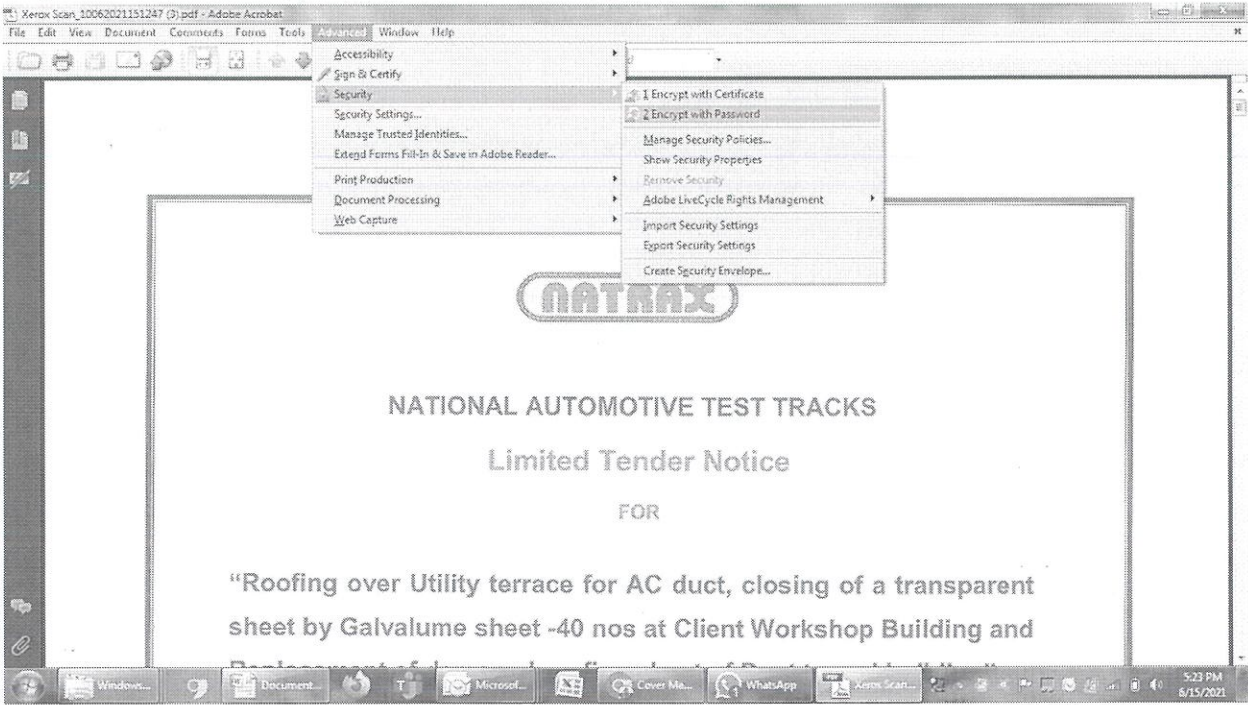 Xerox Scan_10062021151247 (3).pdf - Adobe Acrobat
File Edit View Document Comments Forms Tools Advanced Window Help
Accessibility
Sign & Certify
Security
Security Settings...
Manage Trusted Identities...
Extend Forms Fill-In & Save in Adobe Reader...
Print Production
Document Processing
Web Capture
1 Encrypt with Certificate
2 Encrypt with Password
Manage Security Policies...
Show Security Properties
Remove Security
Adobe LiveCycle Rights Management
Import Security Settings
Export Security Settings
Create Security Envelope...
NATRAX
NATIONAL AUTOMOTIVE TEST TRACKS
Limited Tender Notice
FOR
“Roofing over Utility terrace for AC duct, closing of a transparent
sheet by Galvalume sheet -40 nos at Client Workshop Building and
Windows... Document... Microsof... Cover Me... WhatsApp Xerox Scan... 5:23 PM
6/15/2021